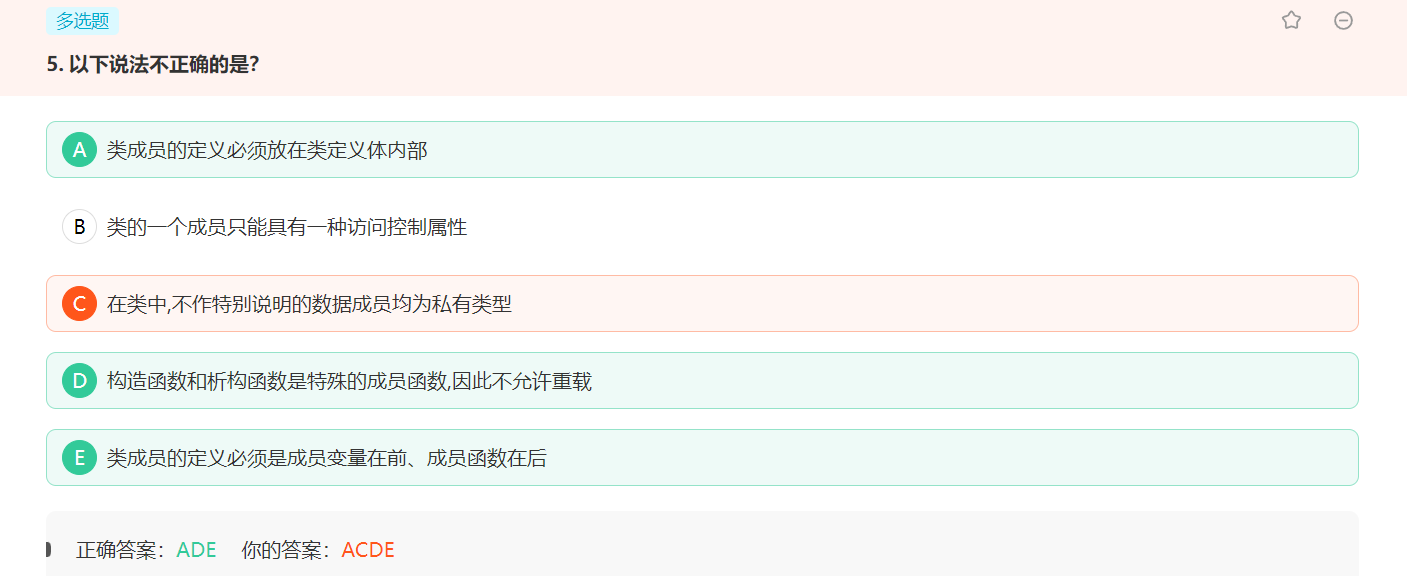 多选题
5. 以下说法不正确的是?
A 类成员的定义必须放在类定义体内部
B 类的一个成员只能具有一种访问控制属性
C 在类中,不作特别说明的数据成员均为私有类型
D 构造函数和析构函数是特殊的成员函数,因此不允许重载
E 类成员的定义必须是成员变量在前、成员函数在后
正确答案：ADE 你的答案：ACDE